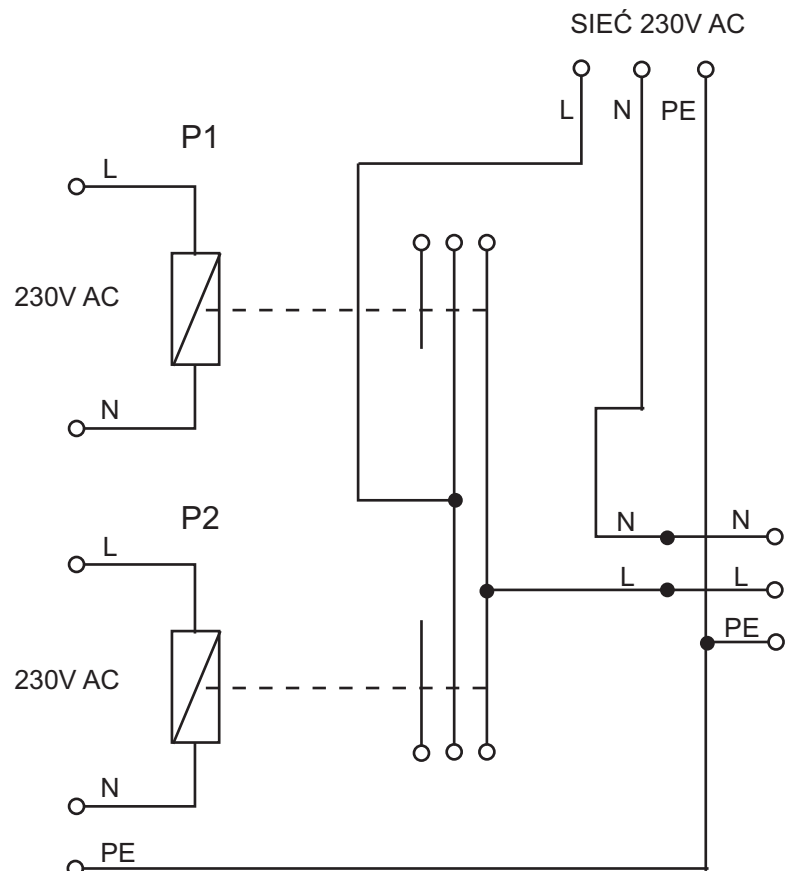 SIEĆ 230V AC
L N PE
P1
L
230V AC
N
P2
N N
L
L L
PE
230V AC
N
PE